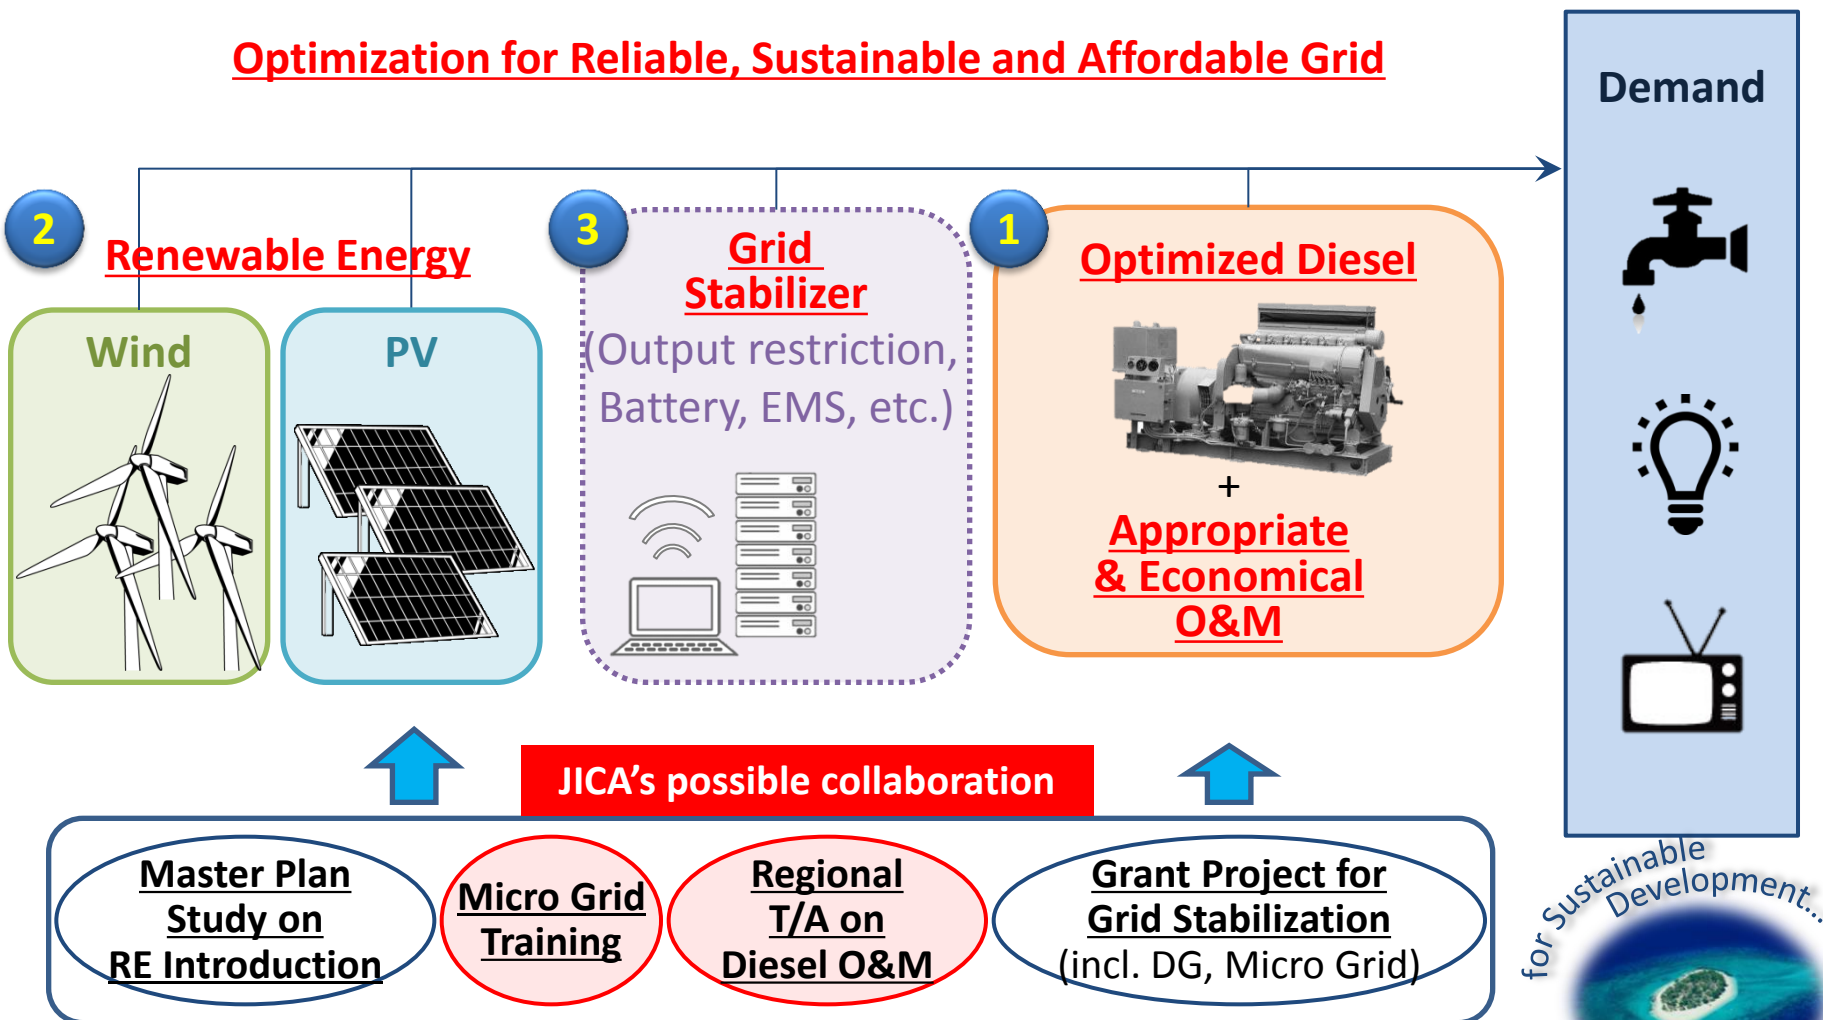 Optimization for Reliable, Sustainable and Affordable Grid
Demand
2
Renewable Energy
Wind
PV
3
Grid
Stabilizer
(Output restriction,
Battery, EMS, etc.)
1
Optimized Diesel
+
Appropriate
& Economical
O&M
JICA's possible collaboration
Master Plan
Study on
RE Introduction
Micro Grid
Training
Regional
T/A on
Diesel O&M
Grant Project for
Grid Stabilization
(incl. DG, Micro Grid)
for Sustainable
Development...